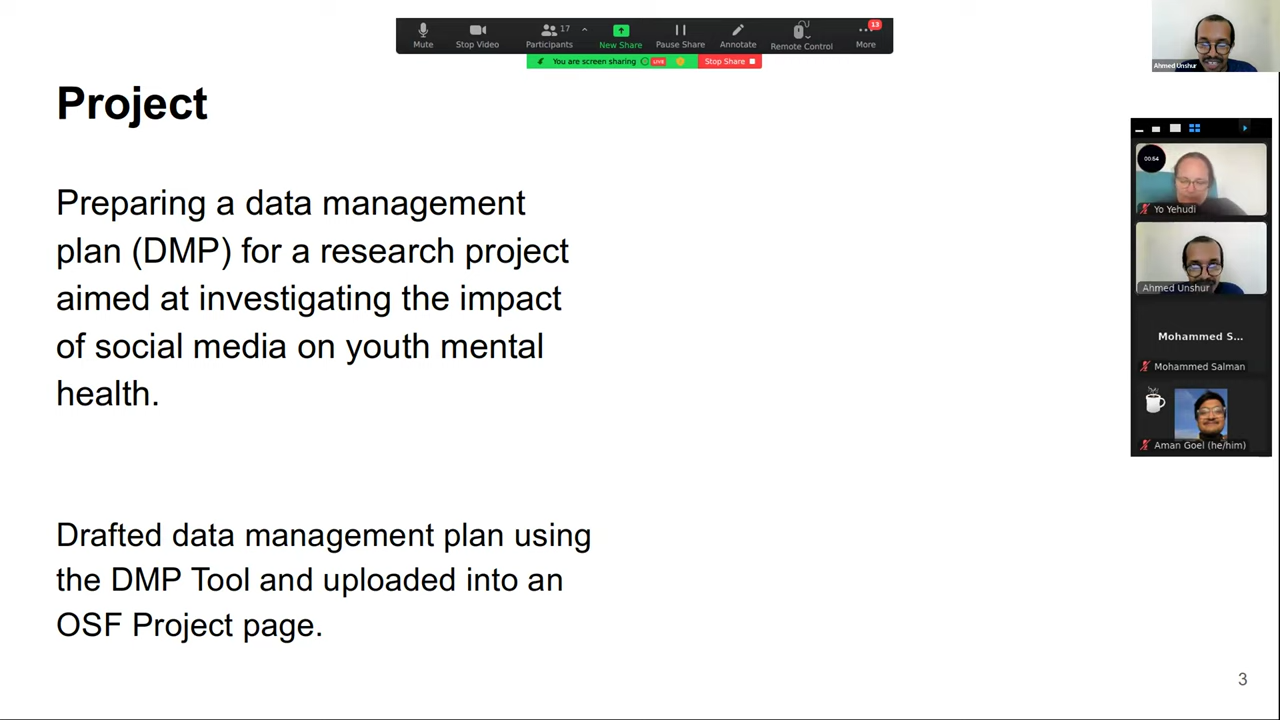 17
13
Mute
Stop Video
Participants
New Share
Pause Share
Annotate
Remote Control
More
You are screen sharing
LIVE
Stop Share
Ahmed Unshur
Project
Preparing a data management
plan (DMP) for a research project
aimed at investigating the impact
of social media on youth mental
health.
Drafted data management plan using
the DMP Tool and uploaded into an
OSF Project page.
00:54
Yo Yehudi
Ahmed Unshur
Mohammed S...
Mohammed Salman
Aman Goel (he/him)
3